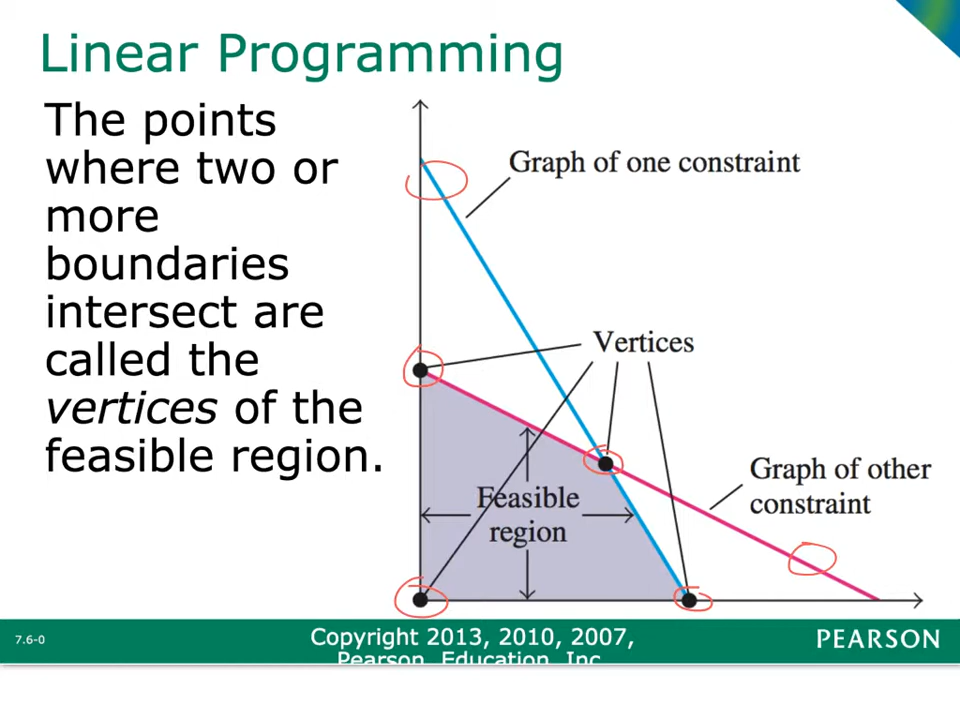 Linear Programming
The points
where two or
more
boundaries
intersect are
called the
vertices of the
feasible region.
Graph of one constraint
Vertices
Feasible
region
Graph of other
constraint
7.6-0
Copyright 2013, 2010, 2007,
Pearson, Education, Inc
PEARSON